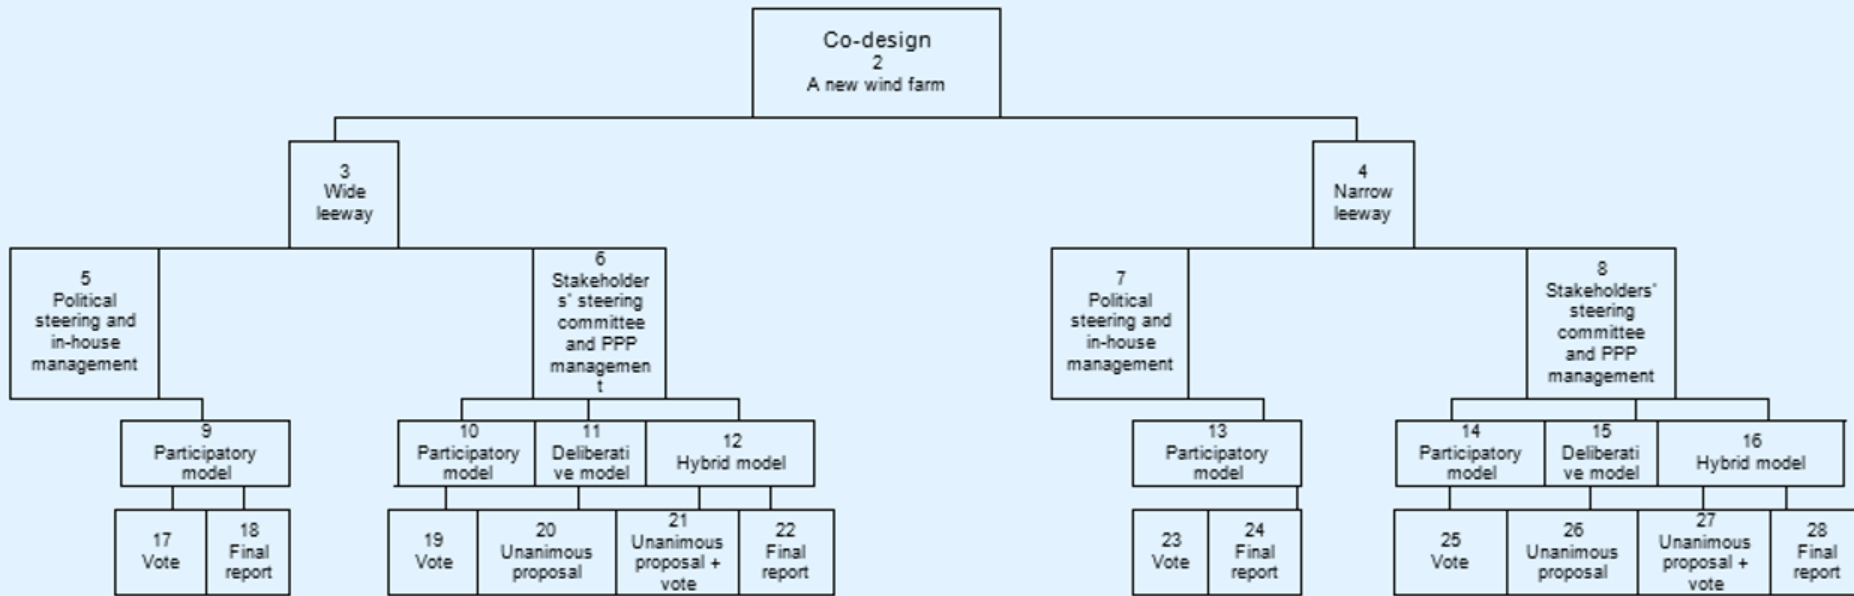 Co-design
2
A new wind farm
3
Wide
leeway
4
Narrow
leeway
5
Political
steering and
in-house
management
6
Stakeholder
s' steering
committee
and PPP
managemen
t
7
Political
steering and
in-house
management
8
Stakeholders'
steering
committee
and PPP
management
9
Participatory
model
10
Participatory
model
11
Deliberati
ve model
12
Hybrid model
13
Participatory
model
14
Participatory
model
15
Deliberati
ve model
16
Hybrid model
17
Vote
18
Final
report
19
Vote
20
Unanimous
proposal
21
Unanimous
proposal +
vote
22
Final
report
23
Vote
24
Final
report
25
Vote
26
Unanimous
proposal
27
Unanimous
proposal +
vote
28
Final
report